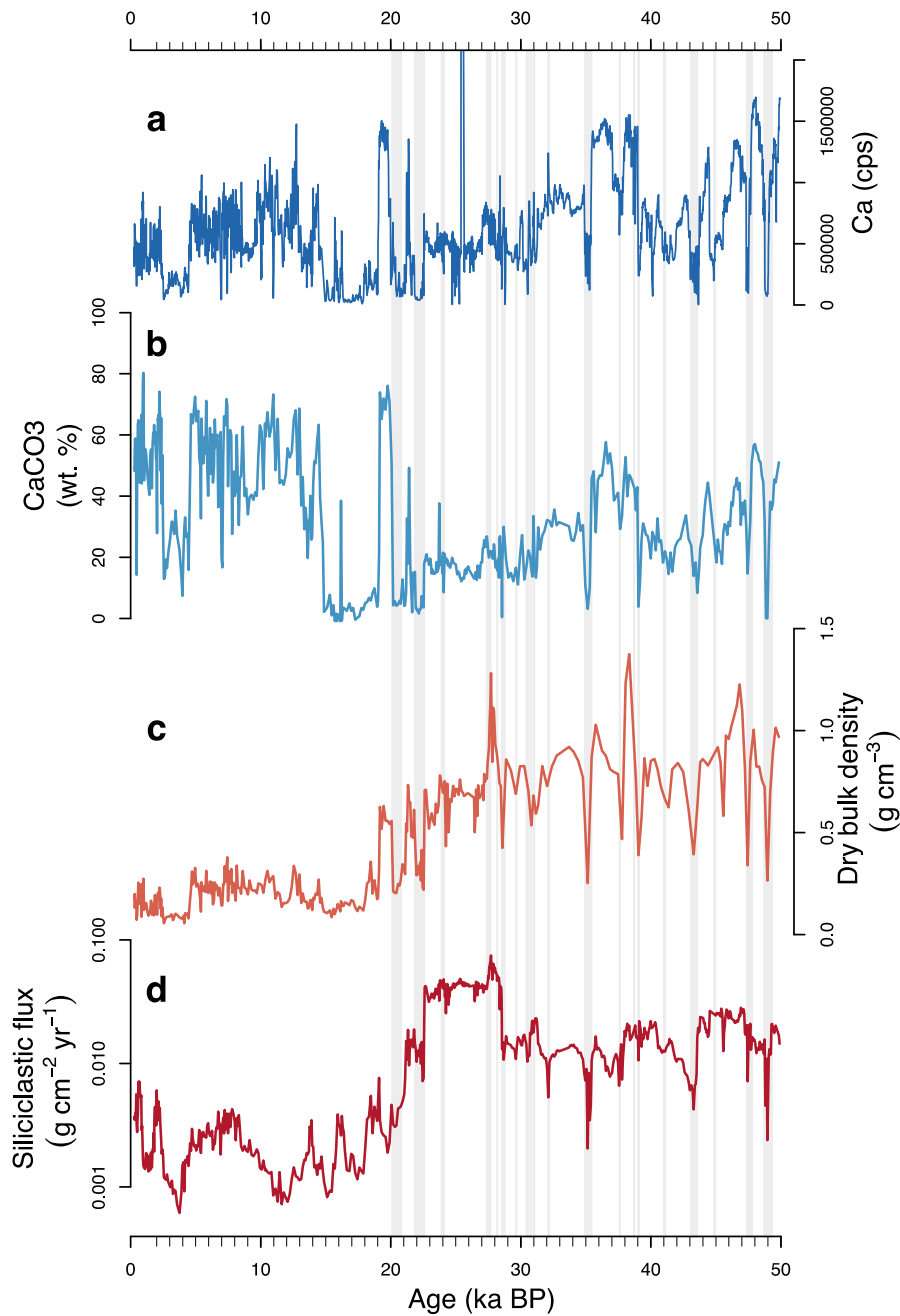 0 10 20 30 40 50
a
Ca (cps)
0 500000 1500000
b
CaCO3
(wt. %)
100
80
60
40
20
0
c
Dry bulk density
(g cm−3)
0.0 0.5 1.0 1.5
d
Siliciclastic flux
(g cm−2 yr−1)
0.001 0.010 0.100
0 10 20 30 40 50
Age (ka BP)